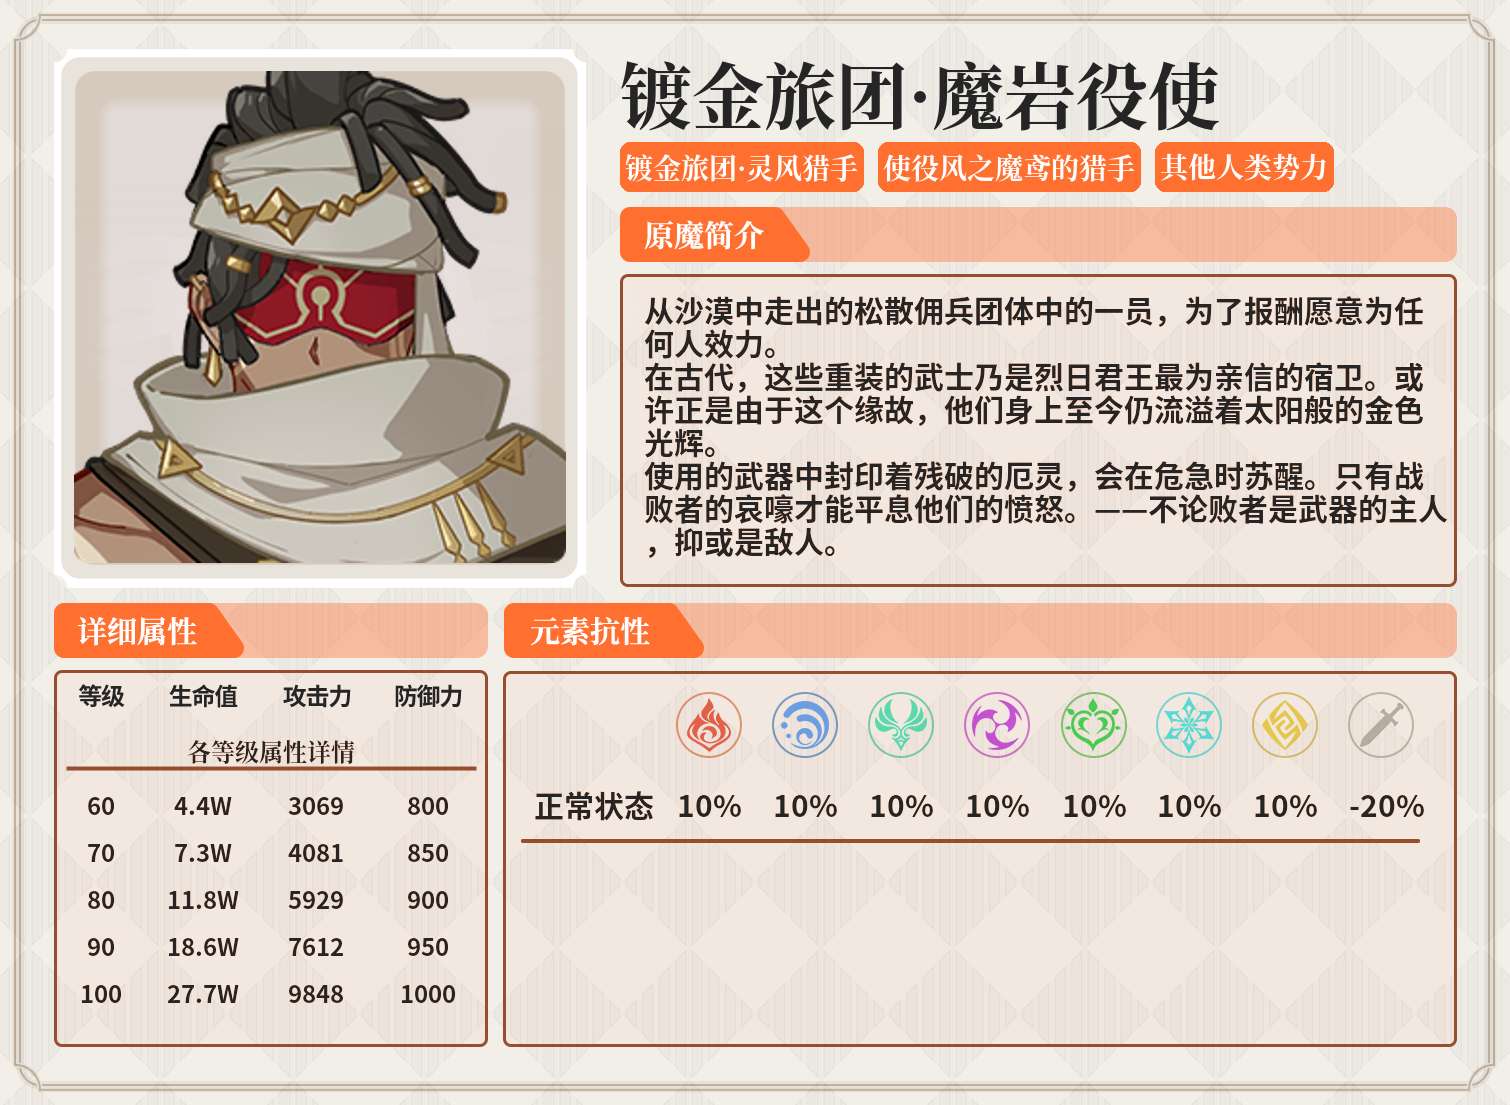 镀金旅团·魔岩役使
镀金旅团·灵风猎手 使役风之魔鸢的猎手 其他人类势力
原魔简介
从沙漠中走出的松散佣兵团体中的一员，为了报酬愿意为任
何人效力。
在古代，这些重装的武士乃是烈日君王最为亲信的宿卫。或
许正是由于这个缘故，他们身上至今仍流溢着太阳般的金色
光辉。
使用的武器中封印着残破的厄灵，会在危急时苏醒。只有战
败者的哀嚎才能平息他们的愤怒。——不论败者是武器的主人
，抑或是敌人。
详细属性
等级 生命值 攻击力 防御力
各等级属性详情
60 4.4W 3069 800
70 7.3W 4081 850
80 11.8W 5929 900
90 18.6W 7612 950
100 27.7W 9848 1000
元素抗性
正常状态 10% 10% 10% 10% 10% 10% 10% -20%